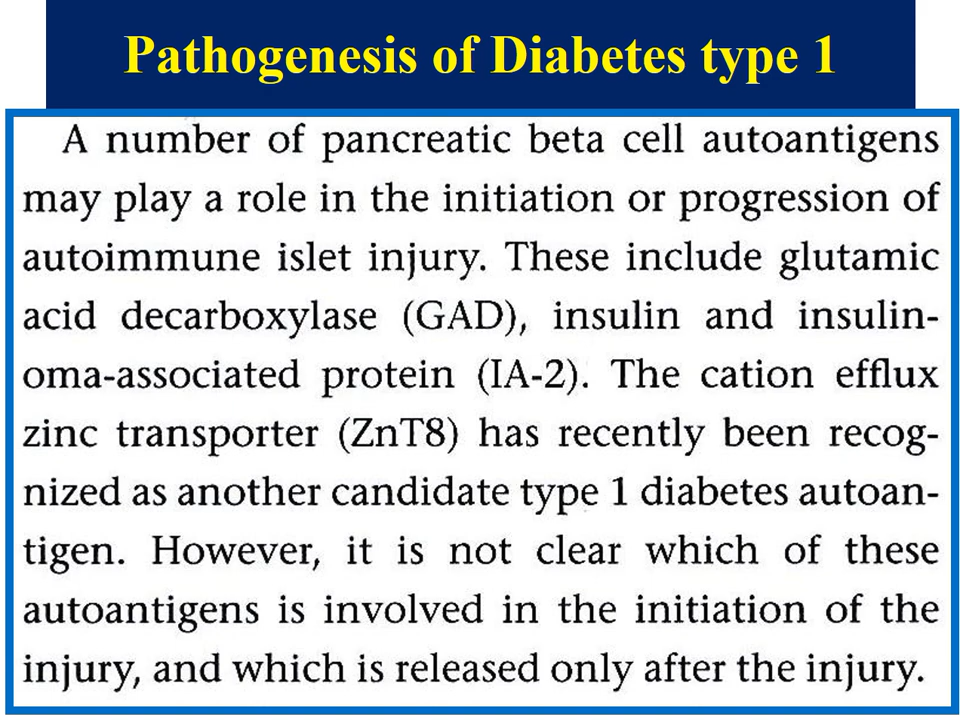 Pathogenesis of Diabetes type 1
A number of pancreatic beta cell autoantigens
may play a role in the initiation or progression of
autoimmune islet injury. These include glutamic
acid decarboxylase (GAD), insulin and insulin-
oma-associated protein (IA-2). The cation efflux
zinc transporter (ZnT8) has recently been recog-
nized as another candidate type 1 diabetes autoan-
tigen. However, it is not clear which of these
autoantigens is involved in the initiation of the
injury, and which is released only after the injury.